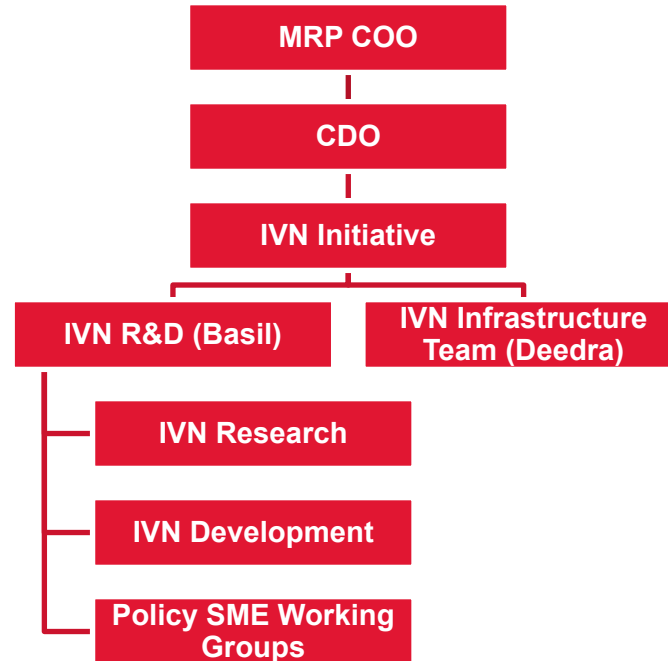 MRP COO
CDO
IVN Initiative
IVN R&D (Basil)
IVN Infrastructure
Team (Deedra)
IVN Research
IVN Development
Policy SME Working
Groups